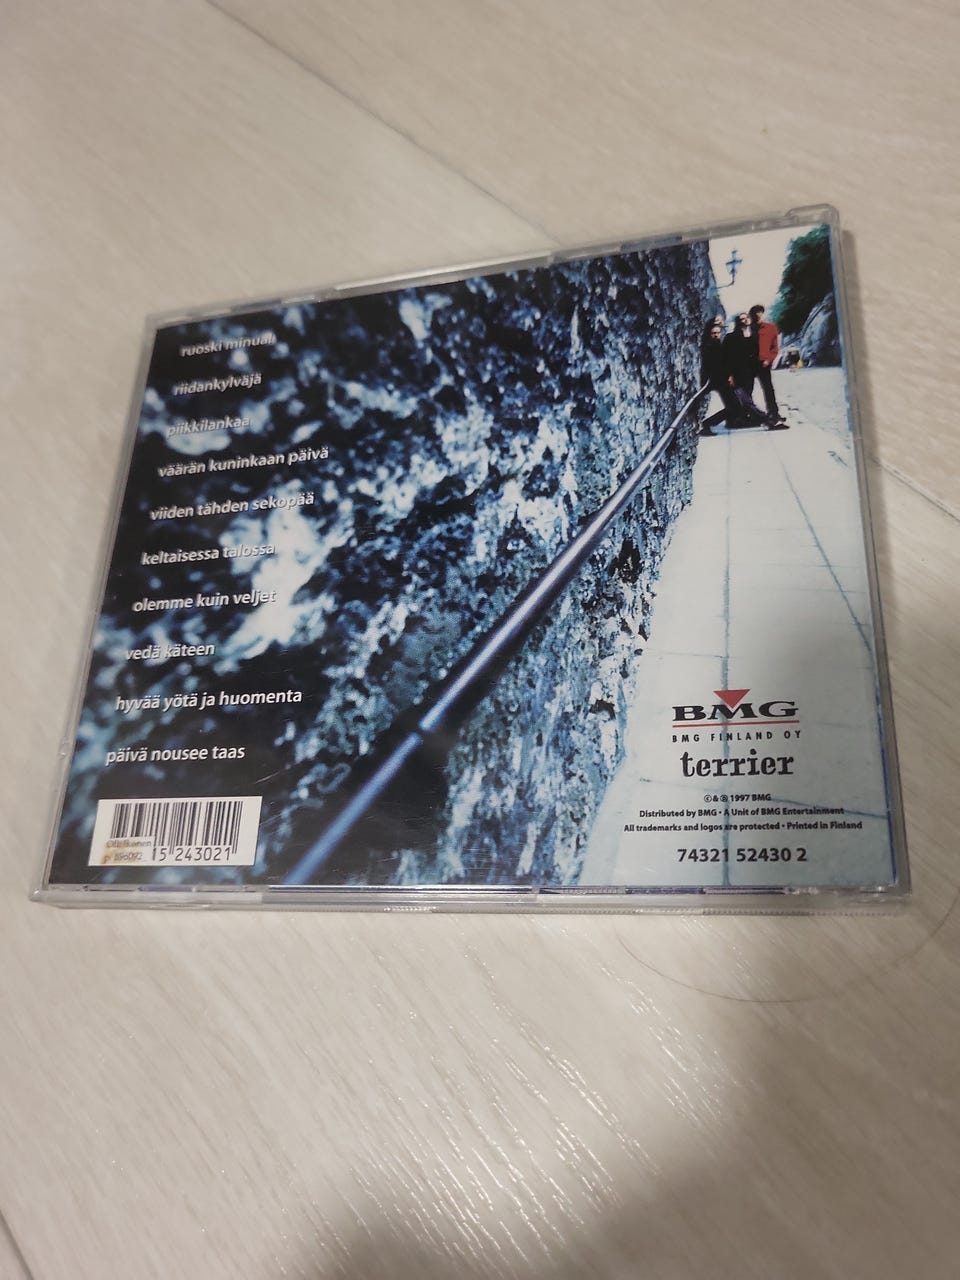 ruoski minua!
riidankylväjä
piikkilankaa
väärän kuninkaan päivä
viiden tähden sekopää
keltaisessa talossa
olemme kuin veljet
vedä käteen
hyvää yötä ja huomenta
päivä nousee taas
15 243021
BMG
BMG FINLAND OY
terrier
©&℗ 1997 BMG
Distributed by BMG • A Unit of BMG Entertainment
All trademarks and logos are protected • Printed in Finland
74321 52430 2